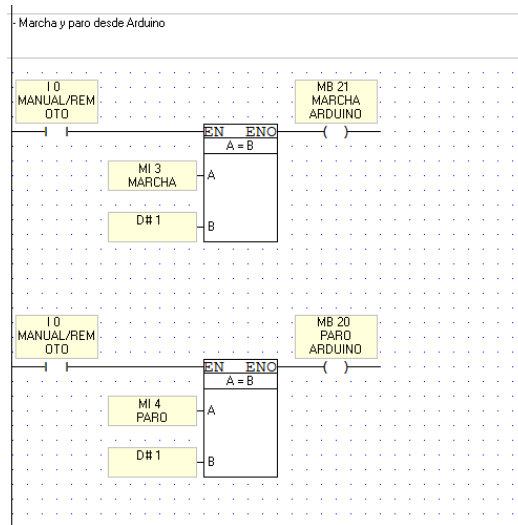 - Marcha y paro desde Arduino
I 0
MANUAL/REM
OTO
MB 21
MARCHA
ARDUINO
EN ENO
A = B
MI 3
MARCHA
A
D# 1
B
I 0
MANUAL/REM
OTO
MB 20
PARO
ARDUINO
EN ENO
A = B
MI 4
PARO
A
D# 1
B